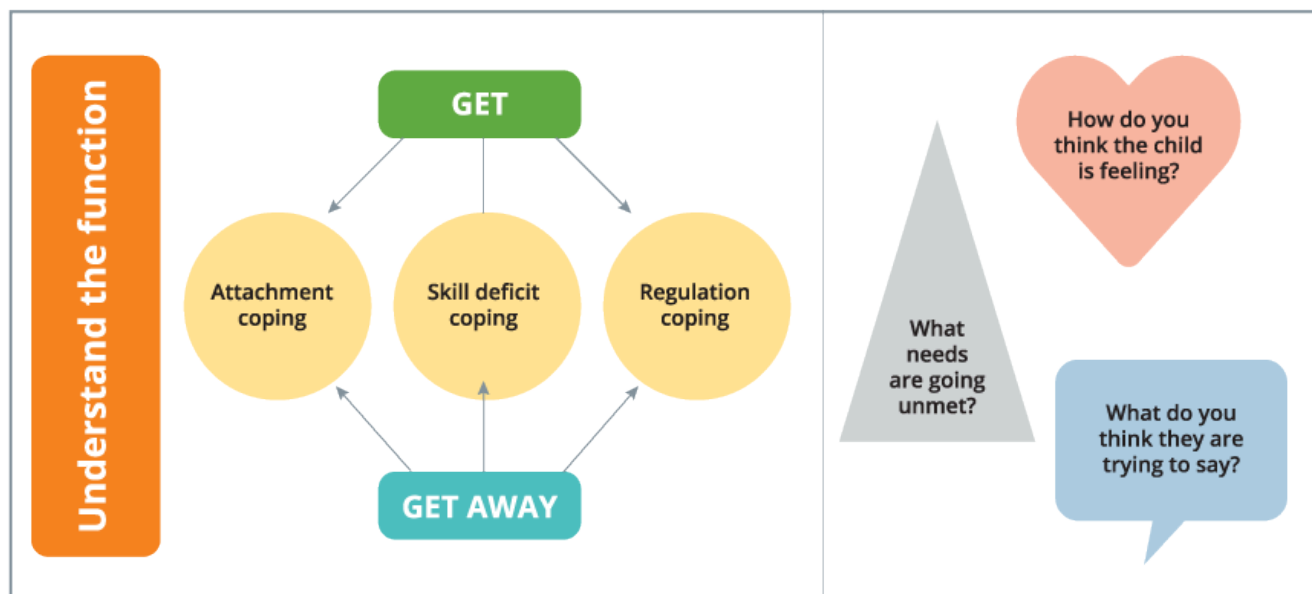 Understand the function
GET
Attachment
coping
Skill deficit
coping
Regulation
coping
GET AWAY
How do you
think the child
is feeling?
What
needs
are going
unmet?
What do you
think they are
trying to say?